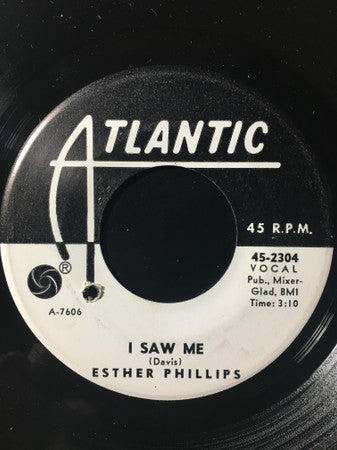 ATLANTIC
45 R.P.M.
45-2304
VOCAL
Pub., Mixer-
Glad, BMI
Time: 3:10
®
A-7606
I SAW ME
(Davis)
ESTHER PHILLIPS